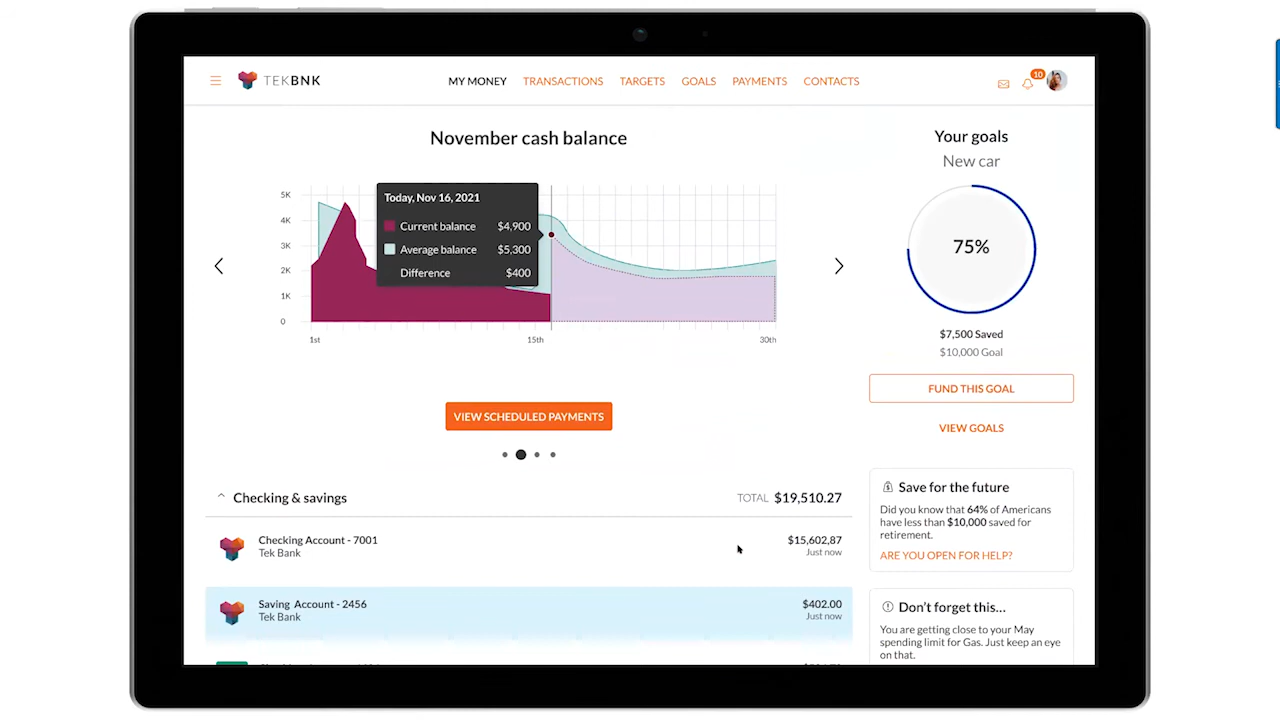 TEKBNK
MY MONEY
TRANSACTIONS
TARGETS
GOALS
PAYMENTS
CONTACTS
10
November cash balance
5K
4K
3K
2K
1K
0
Today, Nov 16, 2021
Current balance $4,900
Average balance $5,300
Difference $400
1st
15th
30th
VIEW SCHEDULED PAYMENTS
Your goals
New car
75%
$7,500 Saved
$10,000 Goal
FUND THIS GOAL
VIEW GOALS
Checking & savings
TOTAL $19,510.27
Checking Account - 7001
Tek Bank
$15,602,87
Just now
Saving Account - 2456
Tek Bank
$402.00
Just now
Save for the future
Did you know that 64% of Americans
have less than $10,000 saved for
retirement.
ARE YOU OPEN FOR HELP?
Don't forget this...
You are getting close to your May
spending limit for Gas. Just keep an eye
on that.